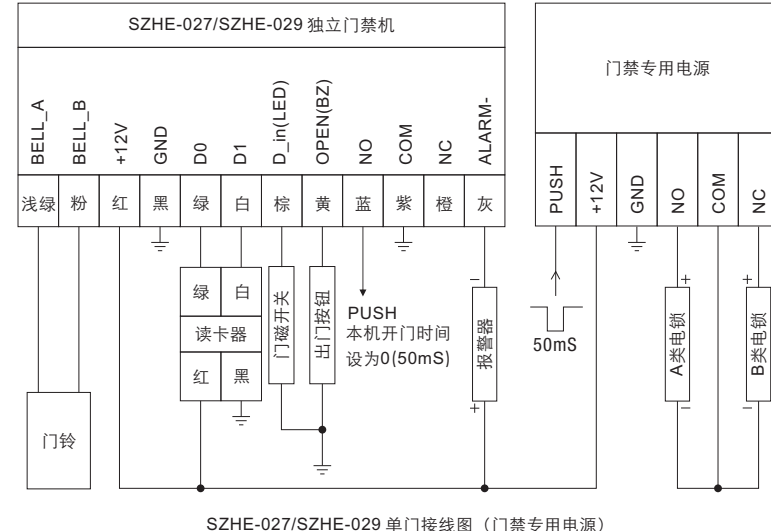 SZHE-027/SZHE-029 独立门禁机
门禁专用电源
BELL_A
BELL_B
+12V
GND
D0
D1
D_in(LED)
OPEN(BZ)
NO
COM
NC
ALARM-
PUSH
+12V
GND
NO
COM
NC
浅绿 粉 红 黑 绿 白 棕 黄 蓝 紫 橙 灰
绿 白
读卡器
红 黑
门磁开关
出门按钮
PUSH
本机开门时间
设为0(50mS)
- 报警器 +
50mS
+ A类电锁 -
+ B类电锁 -
门铃
SZHE-027/SZHE-029 单门接线图（门禁专用电源）